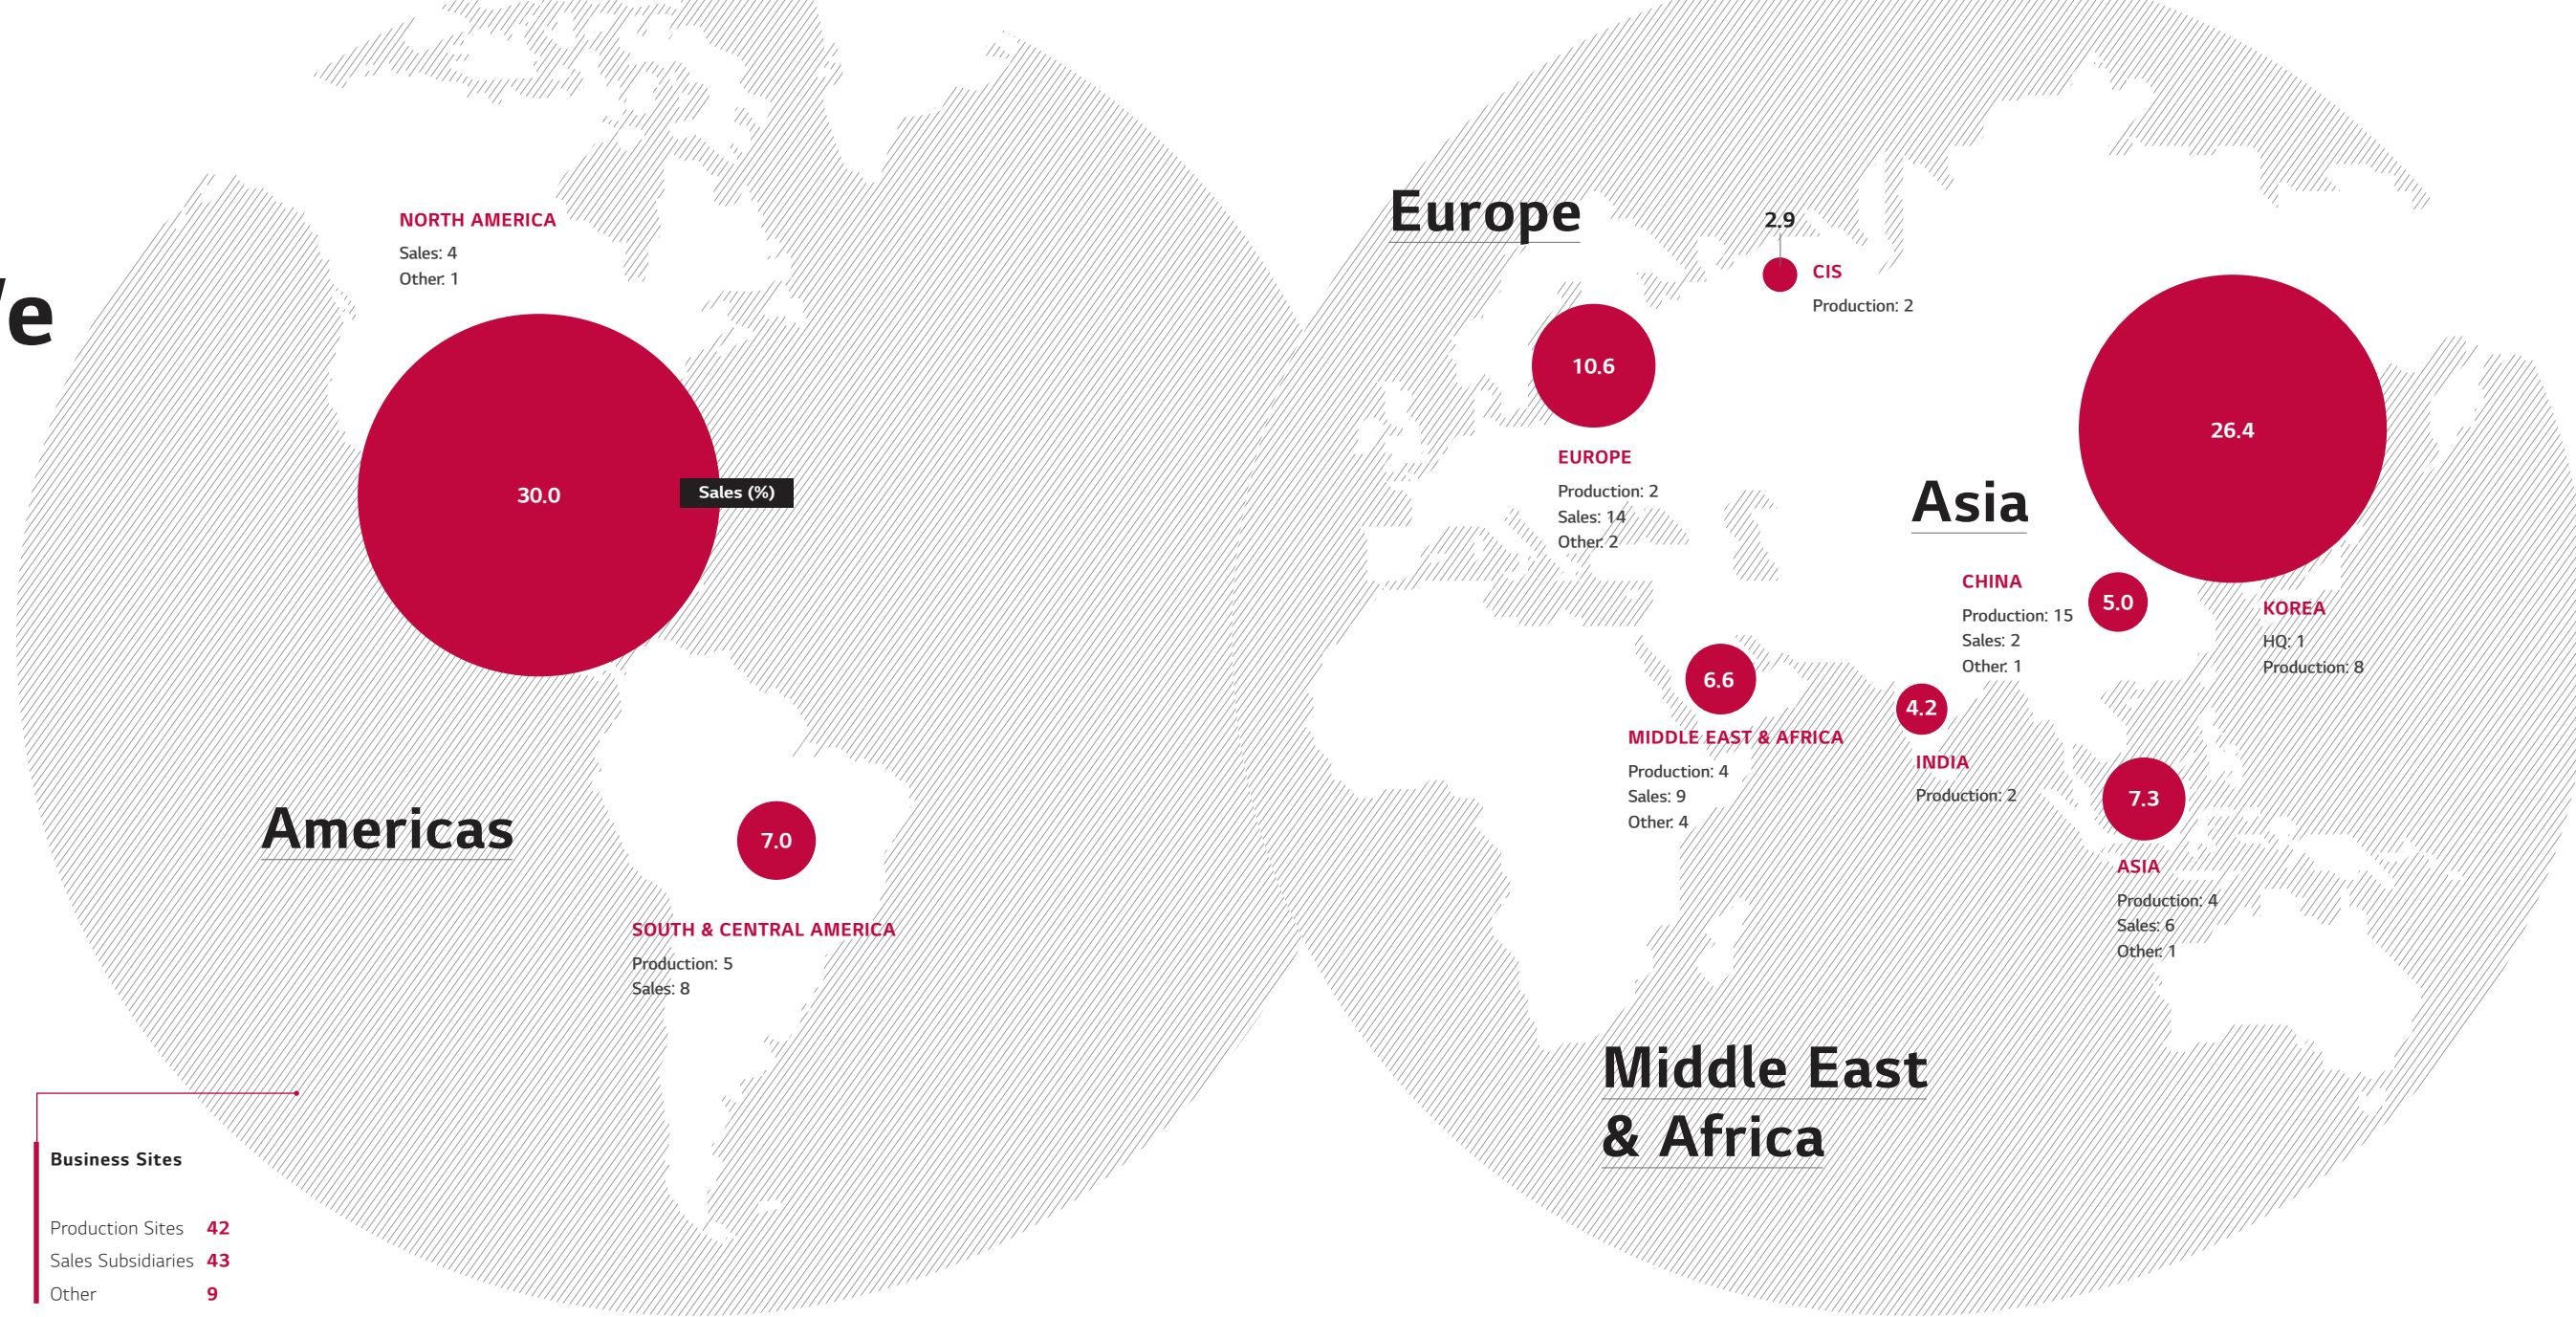 NORTH AMERICA
Sales: 4
Other: 1
30.0
Sales (%)
Americas
7.0
SOUTH & CENTRAL AMERICA
Production: 5
Sales: 8
Business Sites
Production Sites 42
Sales Subsidiaries 43
Other 9
Europe
2.9
CIS
Production: 2
10.6
EUROPE
Production: 2
Sales: 14
Other: 2
Asia
26.4
KOREA
HQ: 1
Production: 8
CHINA
Production: 15
Sales: 2
Other: 1
5.0
6.6
MIDDLE EAST & AFRICA
Production: 4
Sales: 9
Other: 4
4.2
INDIA
Production: 2
7.3
ASIA
Production: 4
Sales: 6
Other: 1
Middle East
& Africa